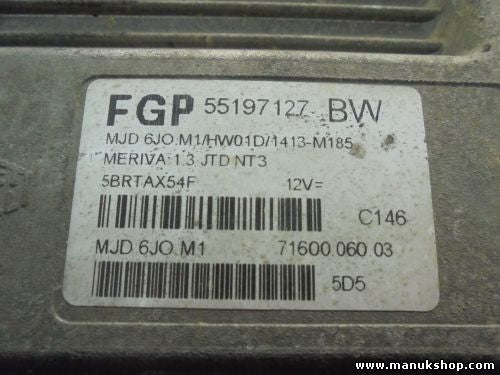 FGP 55197127 BW
MJD 6JO.M1/HW01D/1413-M185
MERIVA 1.3 JTD NT3
5BRTAX54F 12V=
C146
MJD 6JO.M1 71600.060.03
5D5
www.manukshop.com